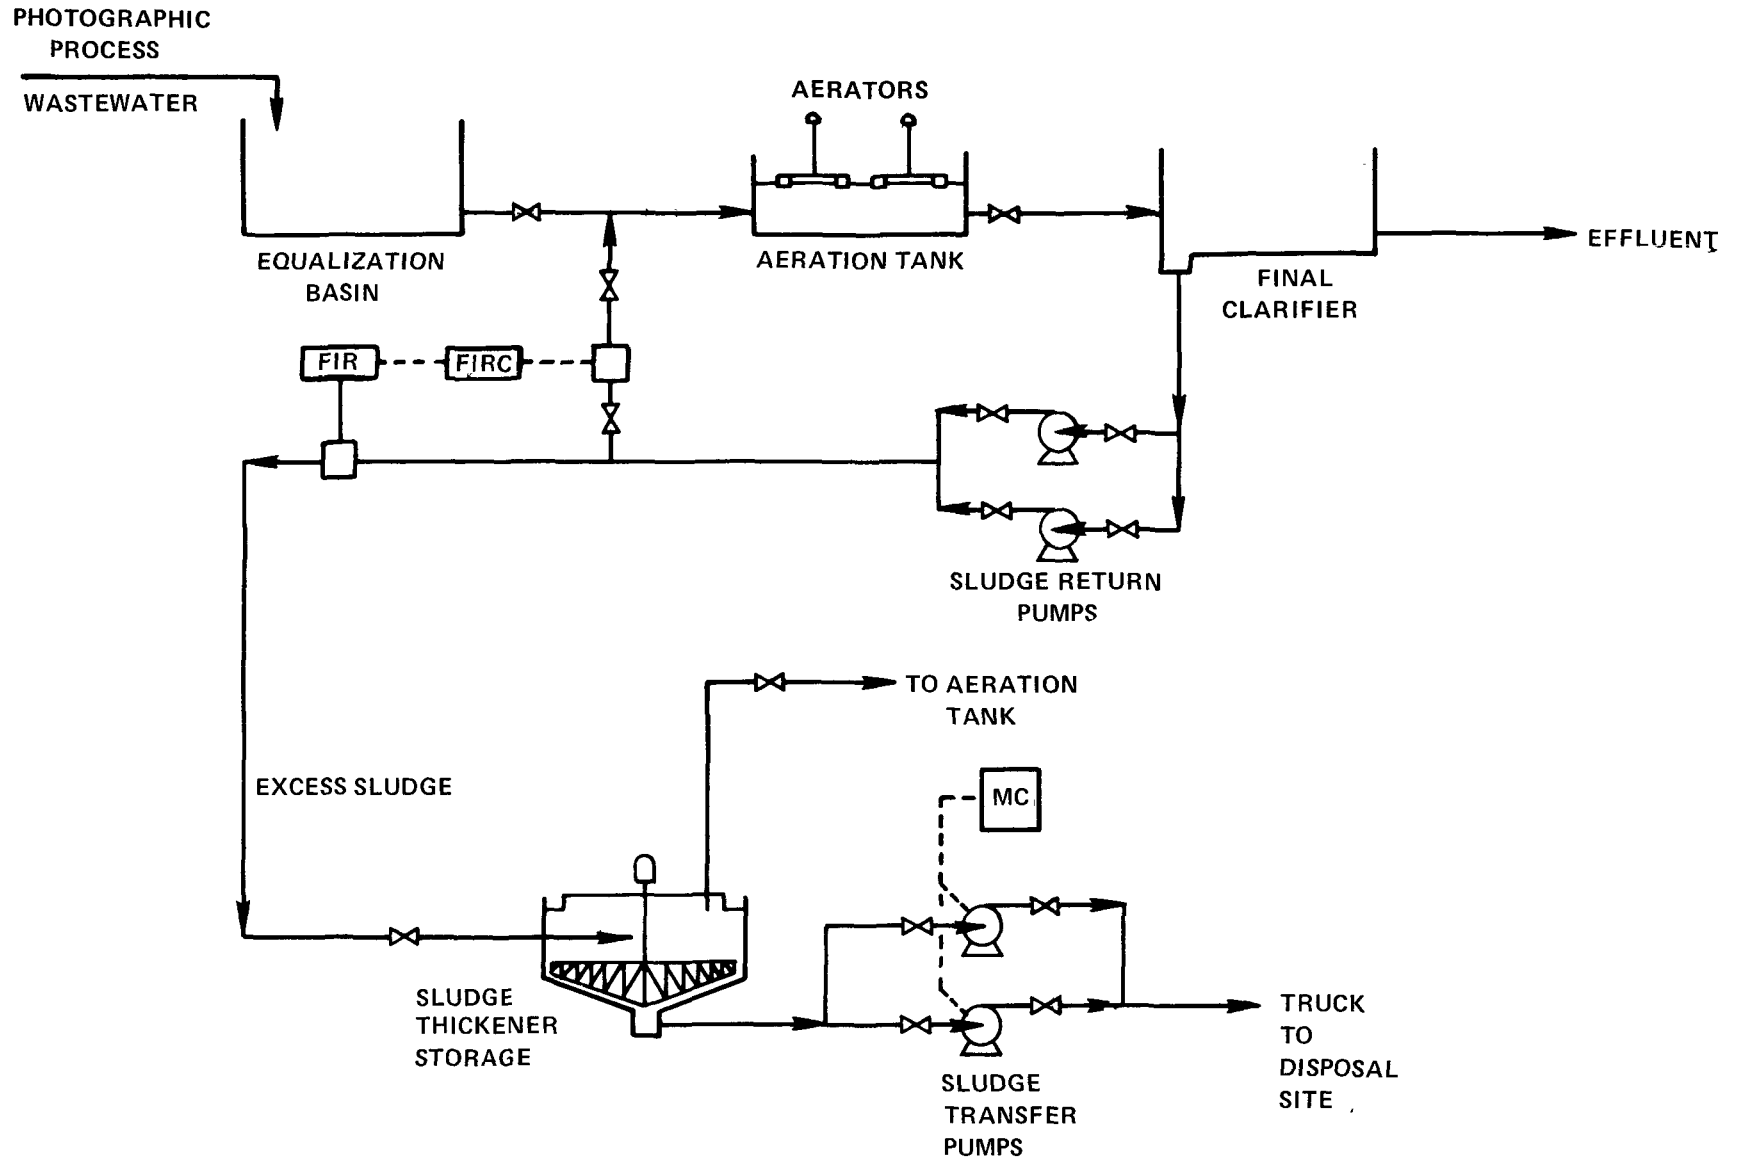 PHOTOGRAPHIC
PROCESS
WASTEWATER
AERATORS
EQUALIZATION
BASIN
AERATION TANK
FINAL
CLARIFIER
EFFLUENT
FIR
FIRC
SLUDGE RETURN
PUMPS
TO AERATION
TANK
EXCESS SLUDGE
MC
SLUDGE
THICKENER
STORAGE
SLUDGE
TRANSFER
PUMPS
TRUCK
TO
DISPOSAL
SITE